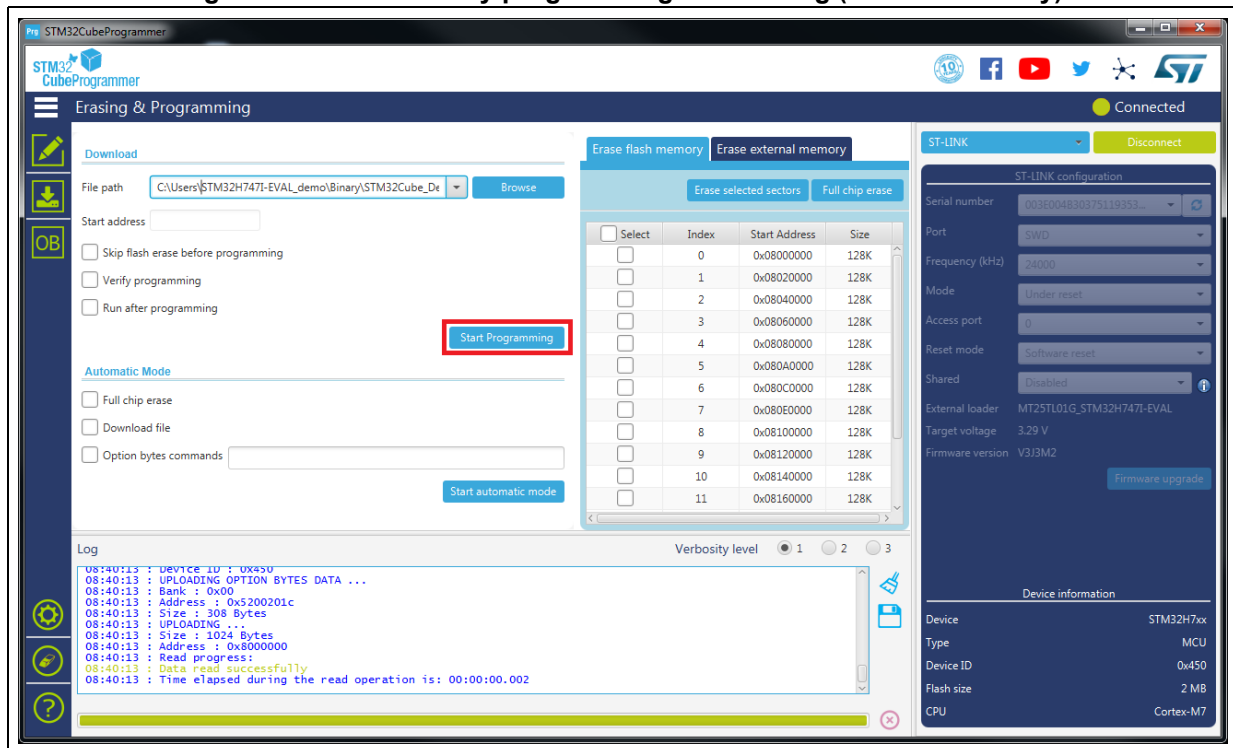 STM32CubeProgrammer
STM32
CubeProgrammer
Erasing & Programming
Connected
Download
File path C:\Users\STM32H747I-EVAL_demo\Binary\STM32Cube_De Browse
Start address
Skip flash erase before programming
Verify programming
Run after programming
Start Programming
Automatic Mode
Full chip erase
Download file
Option bytes commands
Start automatic mode
Erase flash memory Erase external memory
Erase selected sectors Full chip erase
Select Index Start Address Size
0 0x08000000 128K
1 0x08020000 128K
2 0x08040000 128K
3 0x08060000 128K
4 0x08080000 128K
5 0x080A0000 128K
6 0x080C0000 128K
7 0x080E0000 128K
8 0x08100000 128K
9 0x08120000 128K
10 0x08140000 128K
11 0x08160000 128K
ST-LINK Disconnect
ST-LINK configuration
Serial number 003E004830375119353...
Port SWD
Frequency (kHz) 24000
Mode Under reset
Access port 0
Reset mode Software reset
Shared Disabled
External loader MT25TL01G_STM32H747I-EVAL
Target voltage 3.29 V
Firmware version V3J3M2
Firmware upgrade
Log
Verbosity level 1 2 3
08:40:13 : Device ID : 0x450
08:40:13 : UPLOADING OPTION BYTES DATA ...
08:40:13 : Bank : 0x00
08:40:13 : Address : 0x5200201c
08:40:13 : Size : 308 Bytes
08:40:13 : UPLOADING ...
08:40:13 : Size : 1024 Bytes
08:40:13 : Address : 0x8000000
08:40:13 : Read progress:
08:40:13 : Data read successfully
08:40:13 : Time elapsed during the read operation is: 00:00:00.002
Device information
Device STM32H7xx
Type MCU
Device ID 0x450
Flash size 2 MB
CPU Cortex-M7
OB